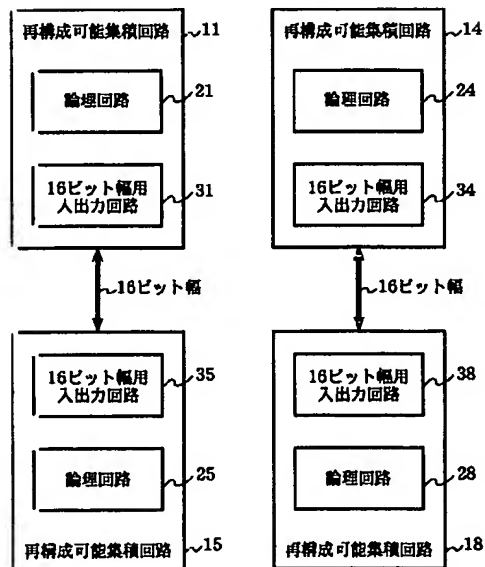 再構成可能集積回路 11
論理回路 21
16ビット幅用
入出力回路 31
16ビット幅
16ビット幅用
入出力回路 35
論理回路 25
再構成可能集積回路 15
再構成可能集積回路 14
論理回路 24
16ビット幅用
入出力回路 34
16ビット幅
16ビット幅用
入出力回路 38
論理回路 28
再構成可能集積回路 18